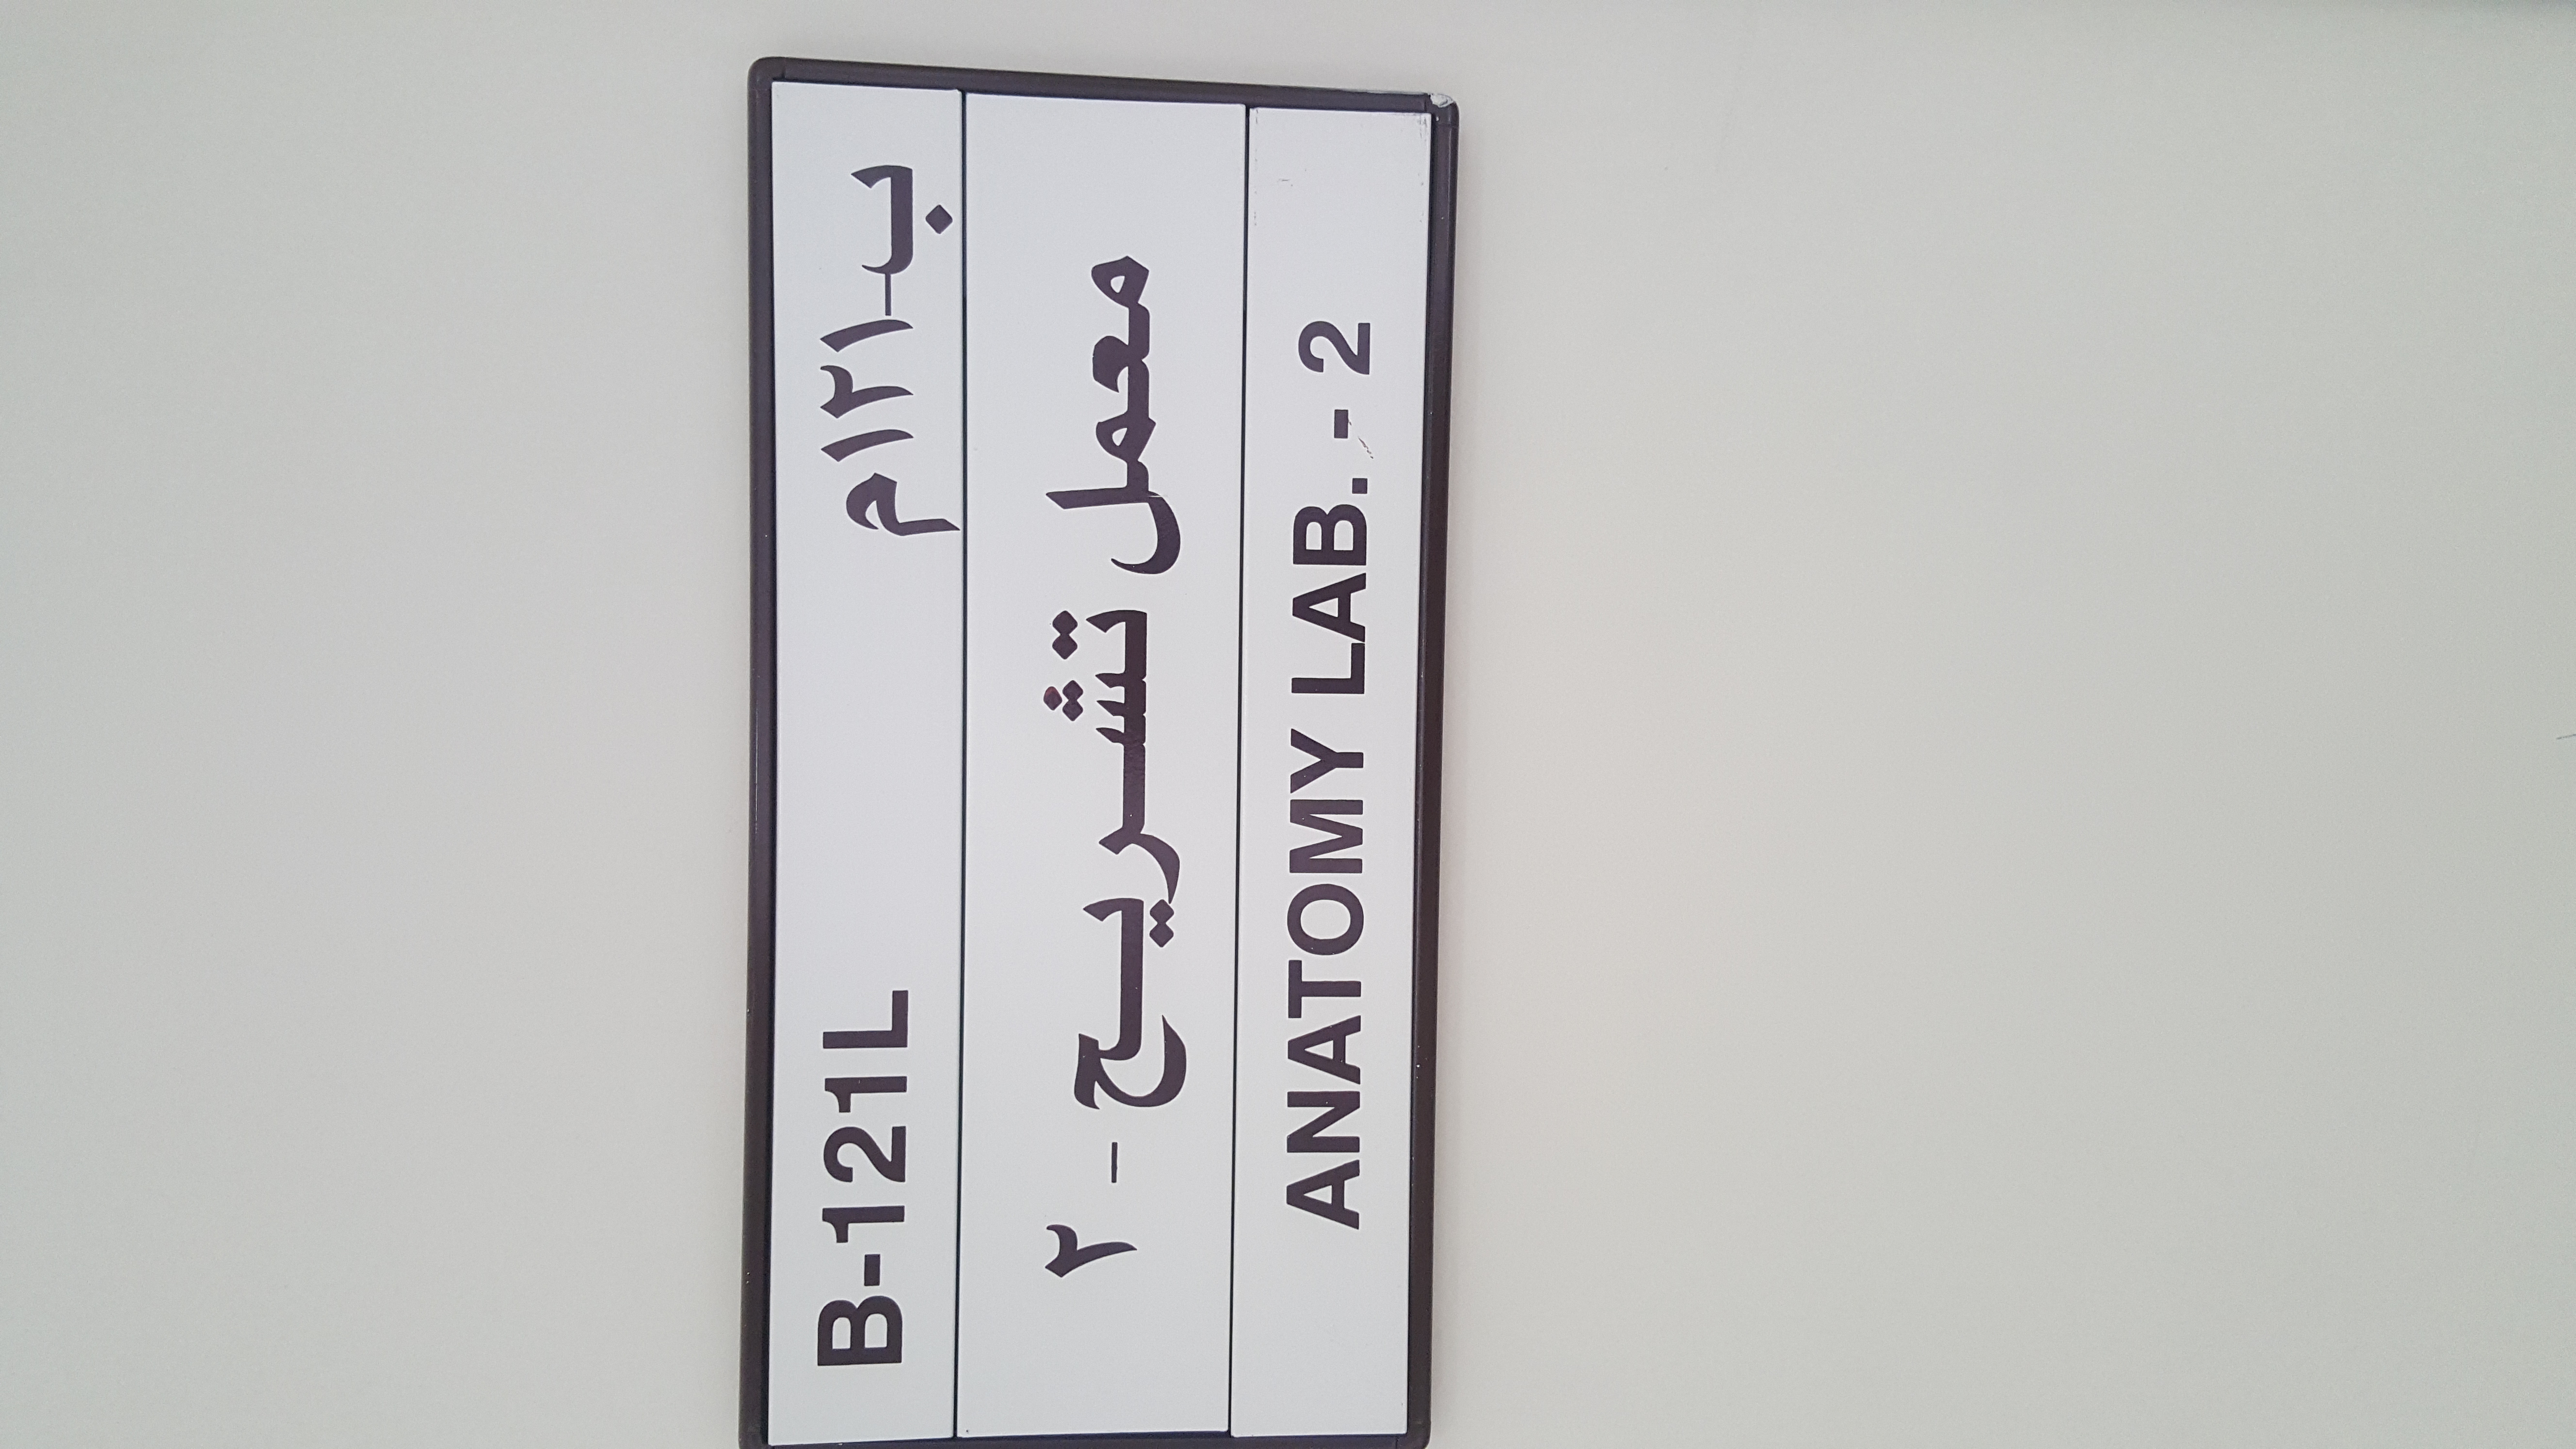 B-121L ب-١٢١م
معمل تشريح - ٢
ANATOMY LAB. - 2